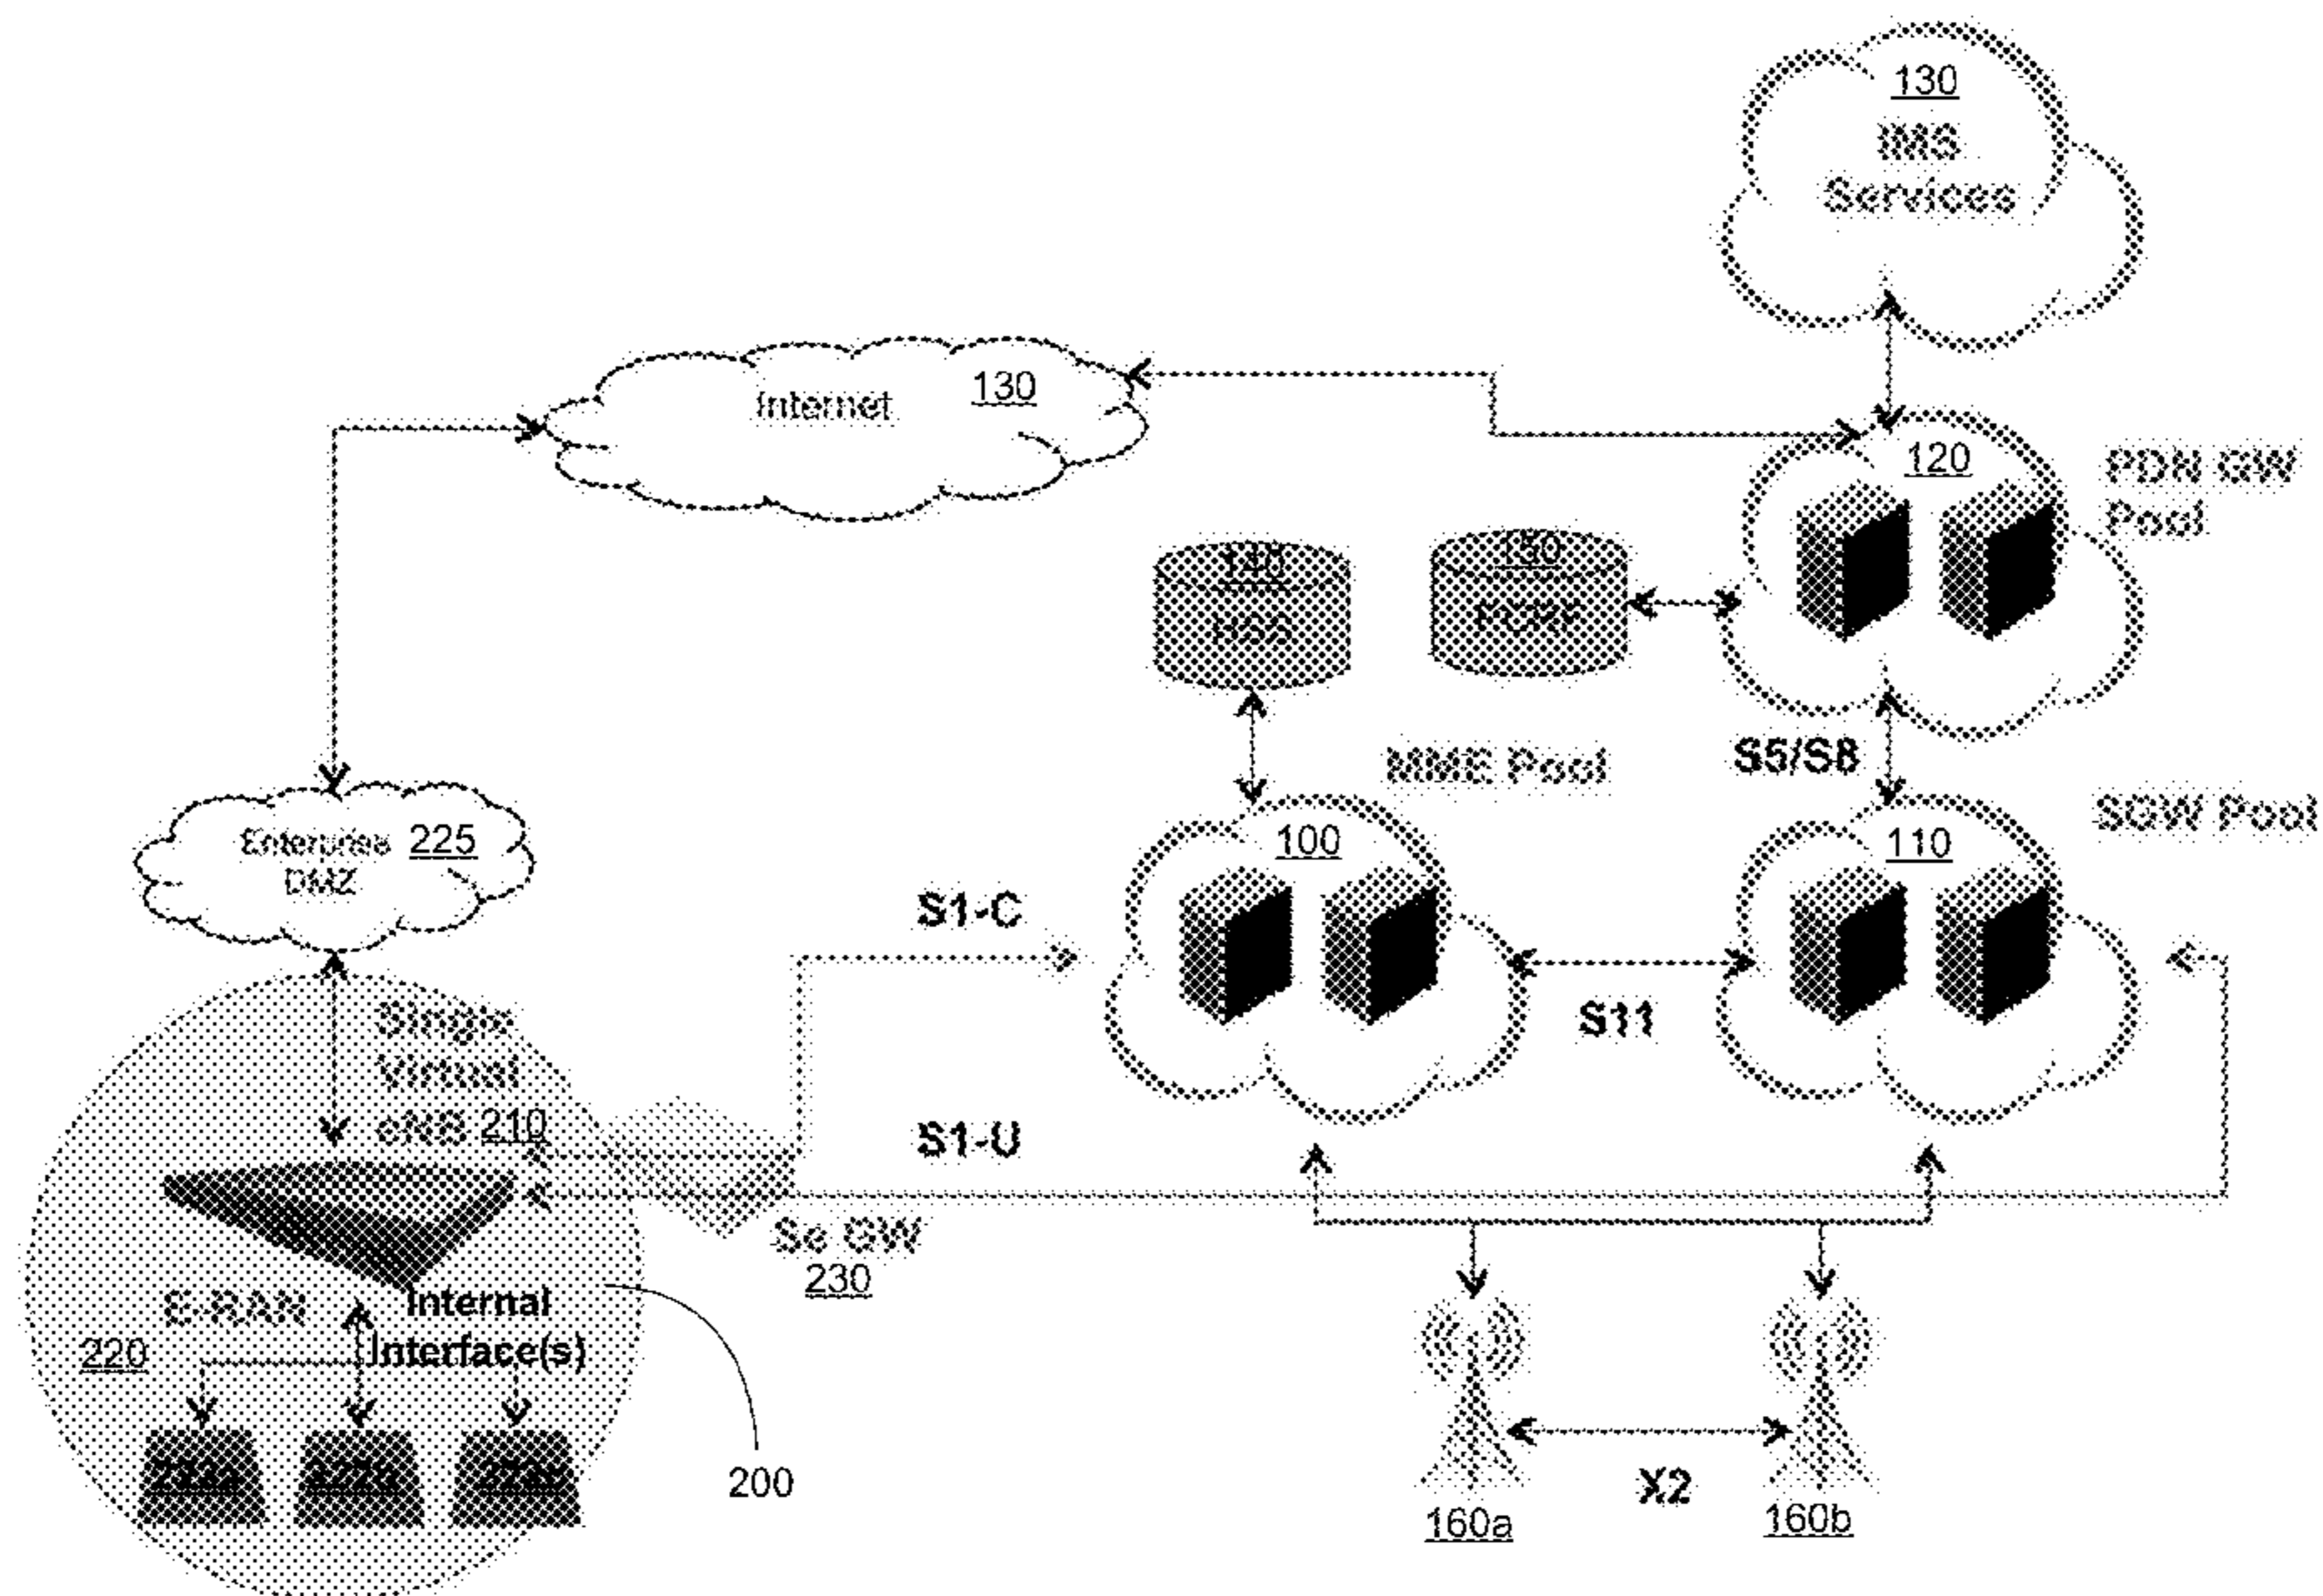 130
IMS
Services
Internet
130
120
PDN GW
Pool
140
HSS
PCRF
MME Pool
S5/S8
SGW Pool
Enterprise 225
DMZ
100
110
S1-C
S11
Single
Virtual
eNB 210
S1-U
Se GW
230
E-RAN
220
Internal
Interface(s)
200
X2
160a
160b